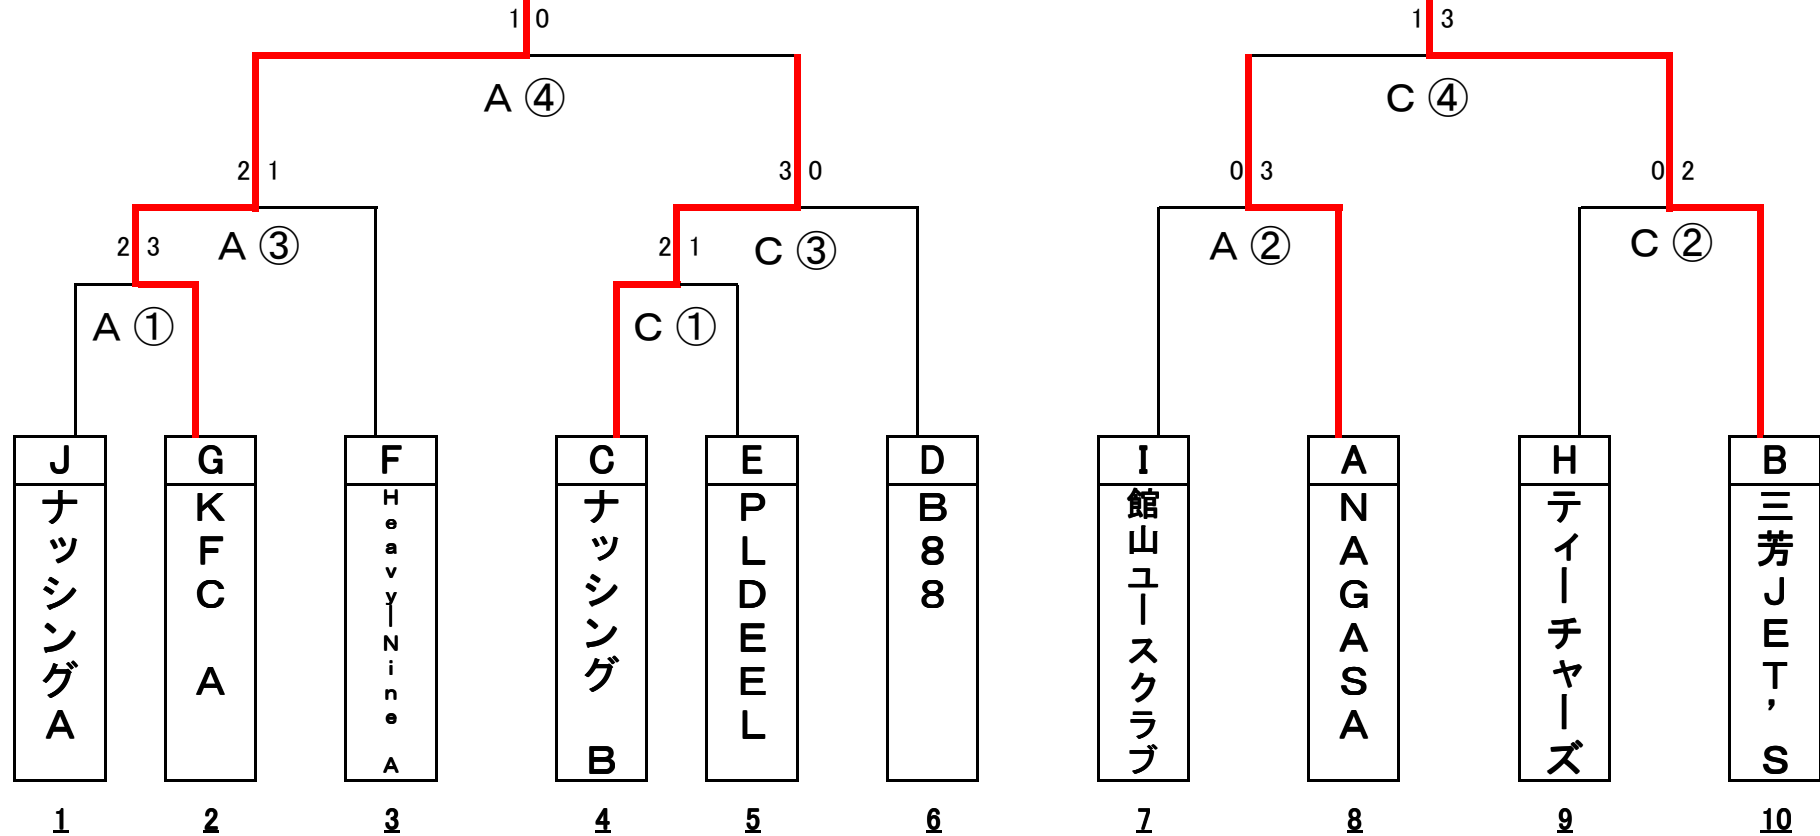 1 0
1 3
A ④
C ④
2 1
3 0
0 3
0 2
2 3
A ③
2 1
C ③
A ②
C ②
A ①
C ①
J
G
F
C
E
D
I
A
H
B
ナッシングA
KFC A
Heavy―Nine A
ナッシング B
PLDEEL
B88
館山ユースクラブ
NAGASA
ティーチャーズ
三芳JET’S
1
2
3
4
5
6
7
8
9
10